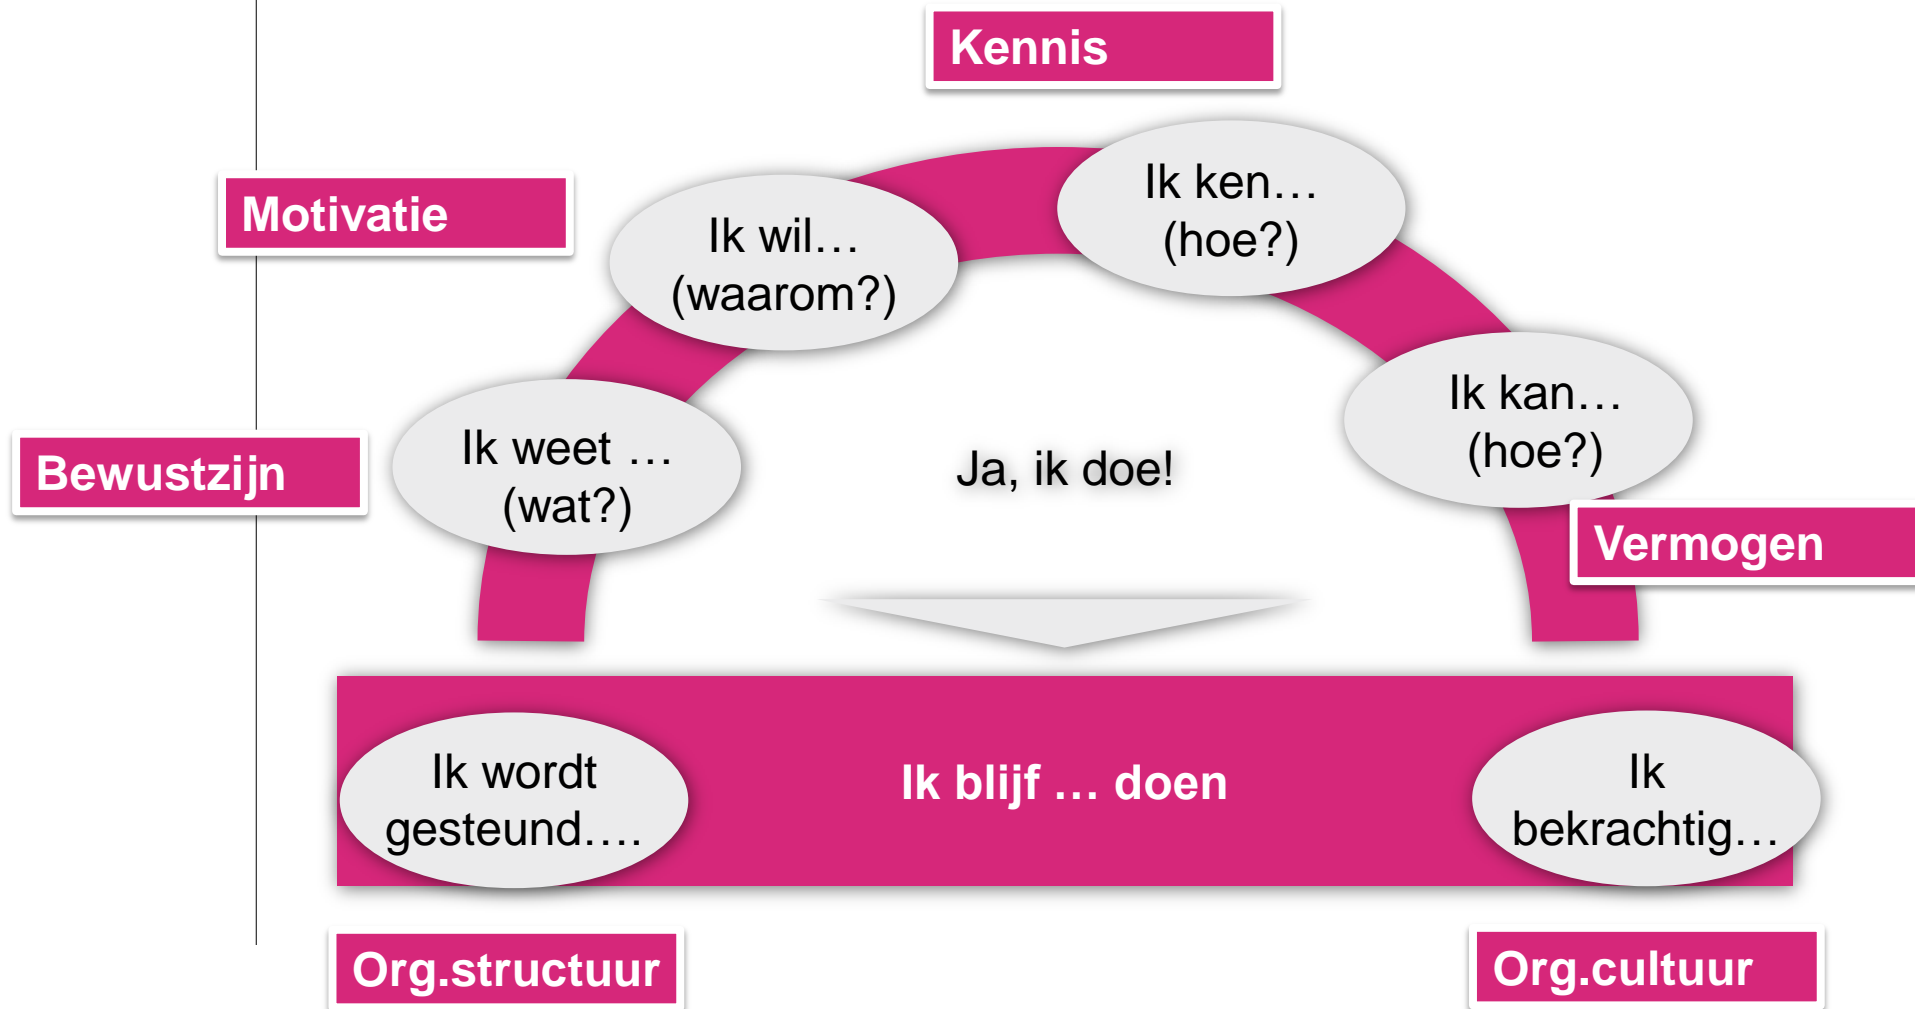 Kennis
Motivatie
Ik ken…
(hoe?)
Ik wil…
(waarom?)
Ik kan…
(hoe?)
Bewustzijn
Ik weet …
(wat?)
Ja, ik doe!
Vermogen
Ik wordt
gesteund….
Ik blijf … doen
Ik
bekrachtig…
Org.structuur
Org.cultuur